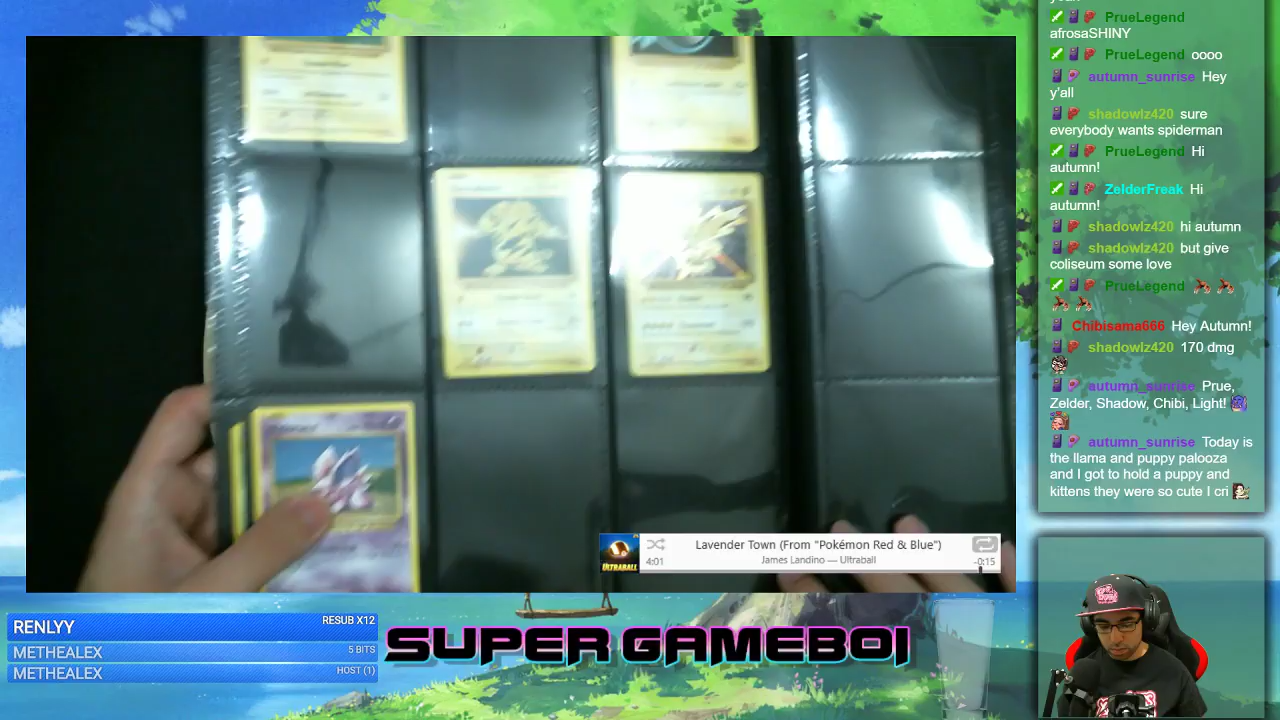 yeah
PrueLegend
afrosaSHINY
PrueLegend oooo
autumn_sunrise Hey
y'all
shadowlz420 sure
everybody wants spiderman
PrueLegend Hi
autumn!
ZelderFreak Hi
autumn!
shadowlz420 hi autumn
shadowlz420 but give
coliseum some love
PrueLegend
Chibisama666 Hey Autumn!
shadowlz420 170 dmg
autumn_sunrise Prue,
Zelder, Shadow, Chibi, Light!
autumn_sunrise Today is
the llama and puppy palooza
and I got to hold a puppy and
kittens they were so cute I cri
ULTRABALL
Lavender Town (From "Pokémon Red & Blue")
4:01
James Landino — Ultraball
-0:15
RENLYY
RESUB X12
METHEALEX
5 BITS
METHEALEX
HOST (1)
SUPER GAMEBOI